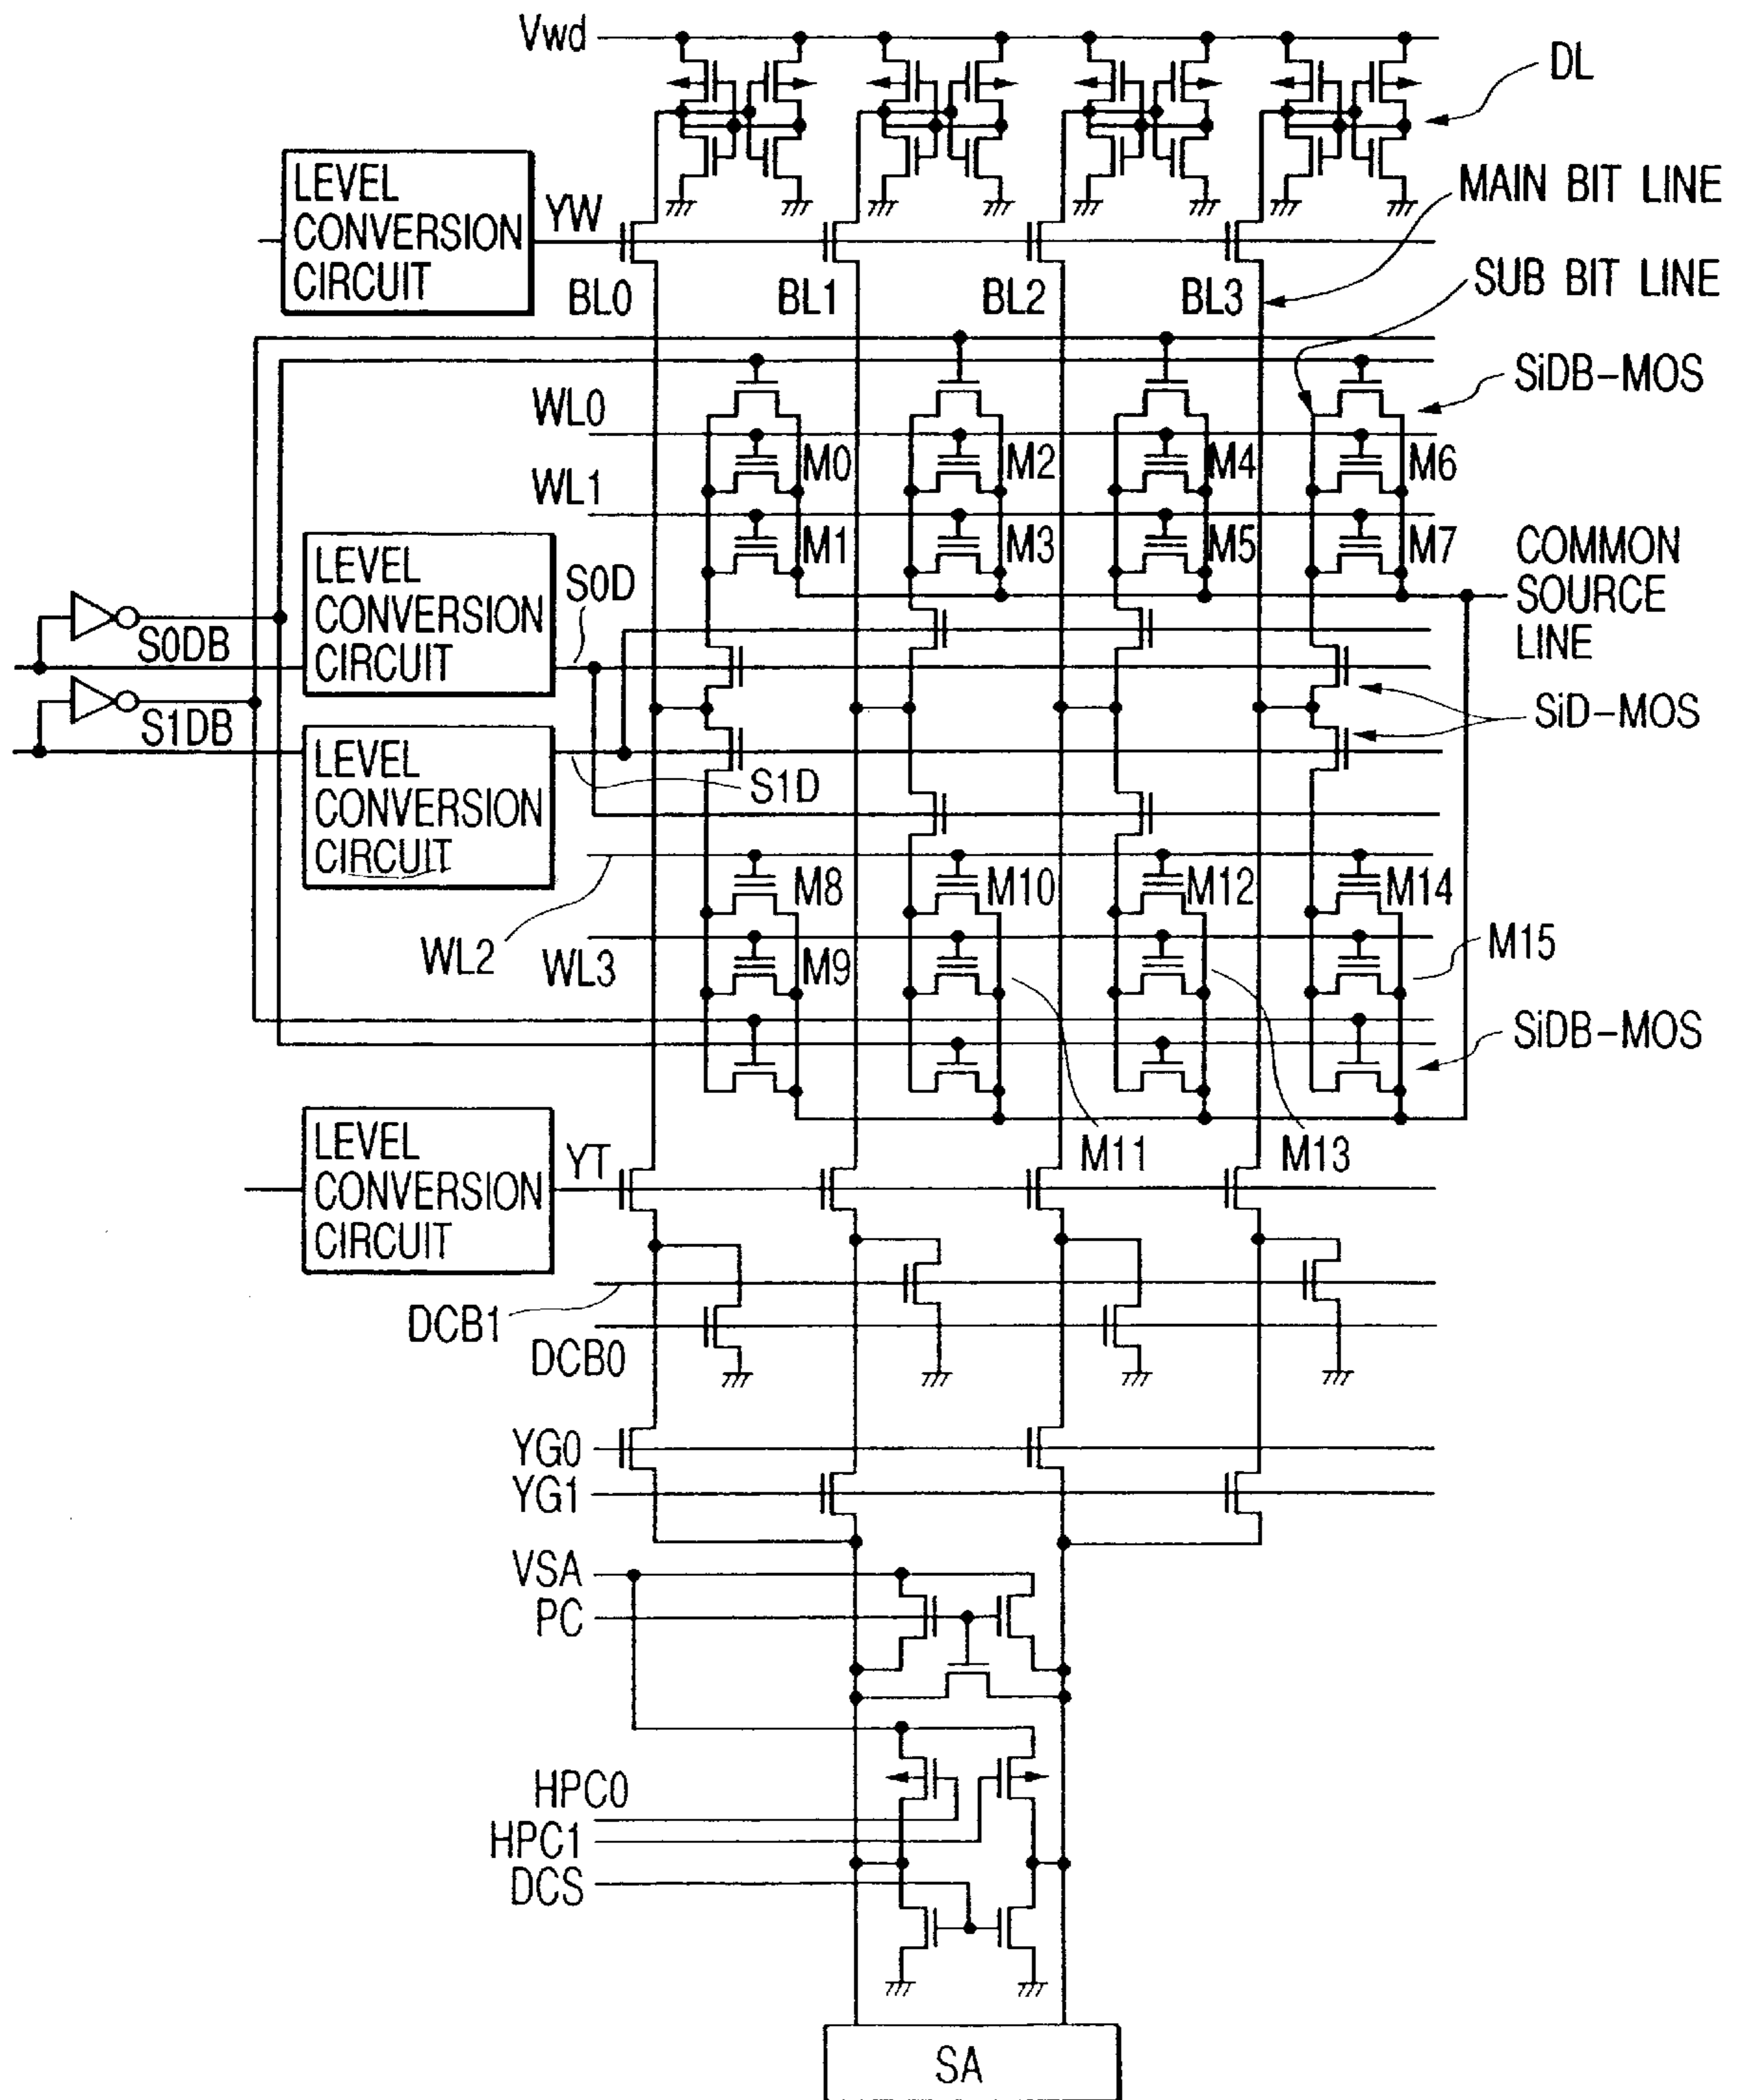 Vwd
DL
LEVEL
CONVERSION
CIRCUIT
YW
MAIN BIT LINE
BL0
BL1
BL2
BL3
SUB BIT LINE
SiDB-MOS
WL0
M0
M2
M4
M6
WL1
M1
M3
M5
M7
COMMON
SOURCE
LINE
LEVEL
CONVERSION
CIRCUIT
S0D
S0DB
S1DB
SiD-MOS
LEVEL
CONVERSION
CIRCUIT
S1D
M8
M10
M12
M14
WL2
WL3
M9
M15
SiDB-MOS
LEVEL
CONVERSION
CIRCUIT
YT
M11
M13
DCB1
DCB0
YG0
YG1
VSA
PC
HPC0
HPC1
DCS
SA